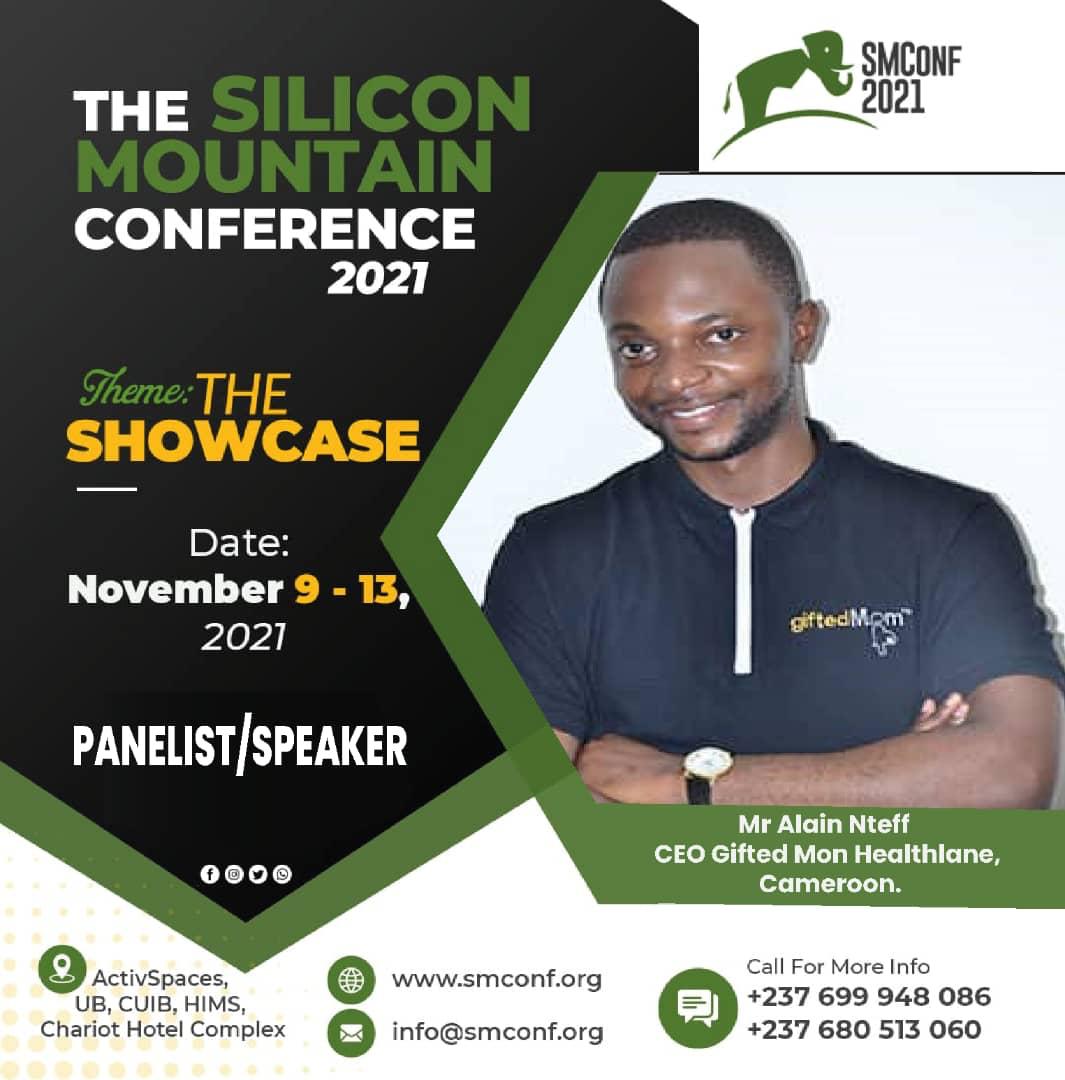 THE SILICON
MOUNTAIN
CONFERENCE
2021
SMCONF
2021
Theme: THE
SHOWCASE
Date:
November 9 - 13,
2021
PANELIST/SPEAKER
giftedMom™
Mr Alain Nteff
CEO Gifted Mon Healthlane,
Cameroon.
ActivSpaces,
UB, CUIB, HIMS,
Chariot Hotel Complex
www.smconf.org
info@smconf.org
Call For More Info
+237 699 948 086
+237 680 513 060